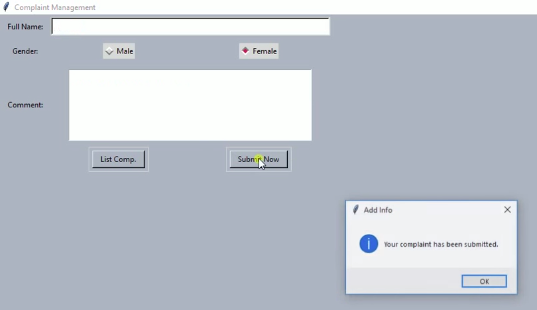 Complaint Management
Full Name:
Gender:
Male
Female
Comment:
List Comp.
Submit Now
Add Info
Your complaint has been submitted.
OK